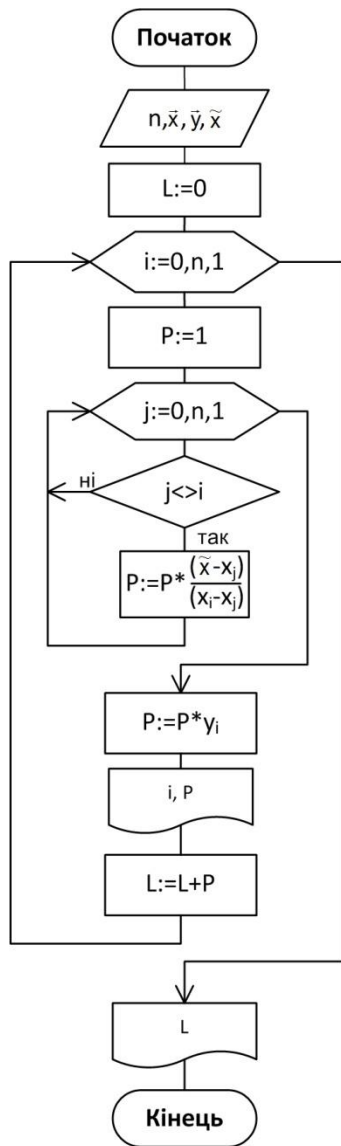 Початок
n,x⃗, y⃗, x̃
L:=0
i:=0,n,1
P:=1
j:=0,n,1
ні
j<>i
так
P:=P*(x̃-xⱼ)/(xᵢ-xⱼ)
P:=P*yᵢ
i, P
L:=L+P
L
Кінець